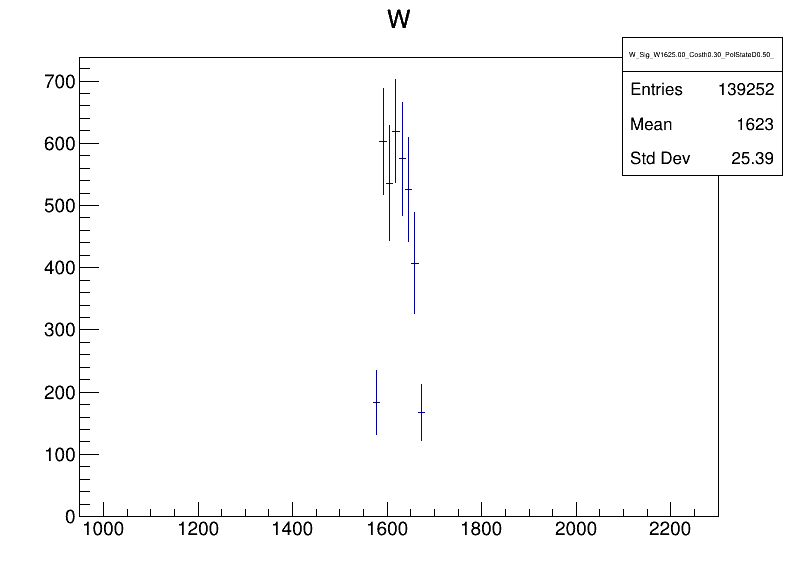 W
W_Sig_W1625.00_Costh0.30_PolStateD0.50_
Entries 139252
Mean 1623
Std Dev 25.39
700
600
500
400
300
200
100
0
1000 1200 1400 1600 1800 2000 2200